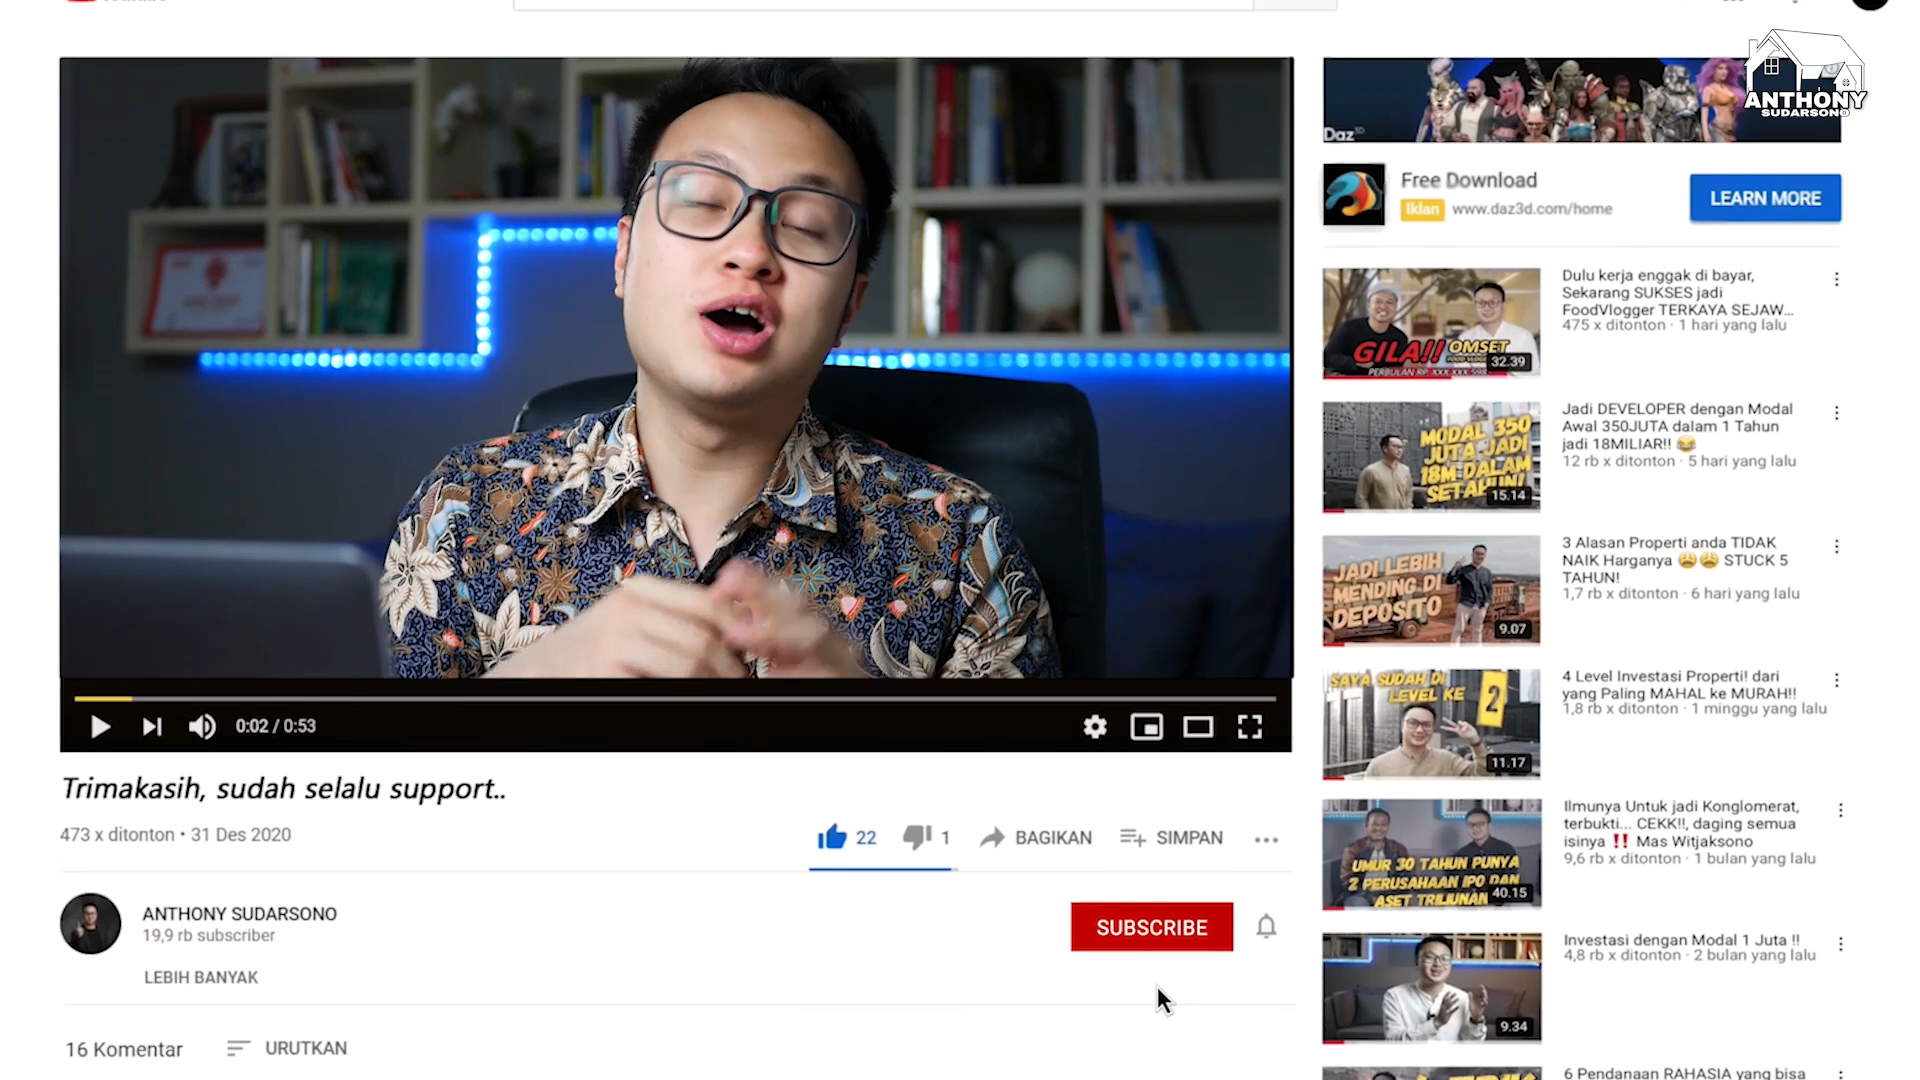 ANTHONY
SUDARSONO
Daz 3D
Free Download
Iklan www.daz3d.com/home
LEARN MORE
0:02 / 0:53
Trimakasih, sudah selalu support..
473 x ditonton • 31 Des 2020
22
1
BAGIKAN
SIMPAN
ANTHONY SUDARSONO
19,9 rb subscriber
SUBSCRIBE
LEBIH BANYAK
16 Komentar
URUTKAN
GILA!! OMSET
32.39
Dulu kerja enggak di bayar,
Sekarang SUKSES jadi
FoodVlogger TERKAYA SEJAW...
475 x ditonton · 1 hari yang lalu
MODAL 350
JUTA JADI
18M DALAM
SETAHUN!
15.14
Jadi DEVELOPER dengan Modal
Awal 350JUTA dalam 1 Tahun
jadi 18MILIAR!! 😂
12 rb x ditonton · 5 hari yang lalu
JADI LEBIH
MENDING DI
DEPOSITO
9.07
3 Alasan Properti anda TIDAK
NAIK Harganya 😩😩 STUCK 5
TAHUN!
1,7 rb x ditonton · 6 hari yang lalu
SAYA SUDAH DI
LEVEL KE 2
11.17
4 Level Investasi Properti! dari
yang Paling MAHAL ke MURAH!!
1,8 rb x ditonton · 1 minggu yang lalu
UMUR 30 TAHUN PUNYA
2 PERUSAHAAN IPO DAN
ASET TRILIUNAN
40.15
Ilmunya Untuk jadi Konglomerat,
terbukti... CEKK!!, daging semua
isinya ‼️ Mas Witjaksono
9,6 rb x ditonton · 1 bulan yang lalu
9.34
Investasi dengan Modal 1 Juta !!
4,8 rb x ditonton · 2 bulan yang lalu
6 Pendanaan RAHASIA yang bisa